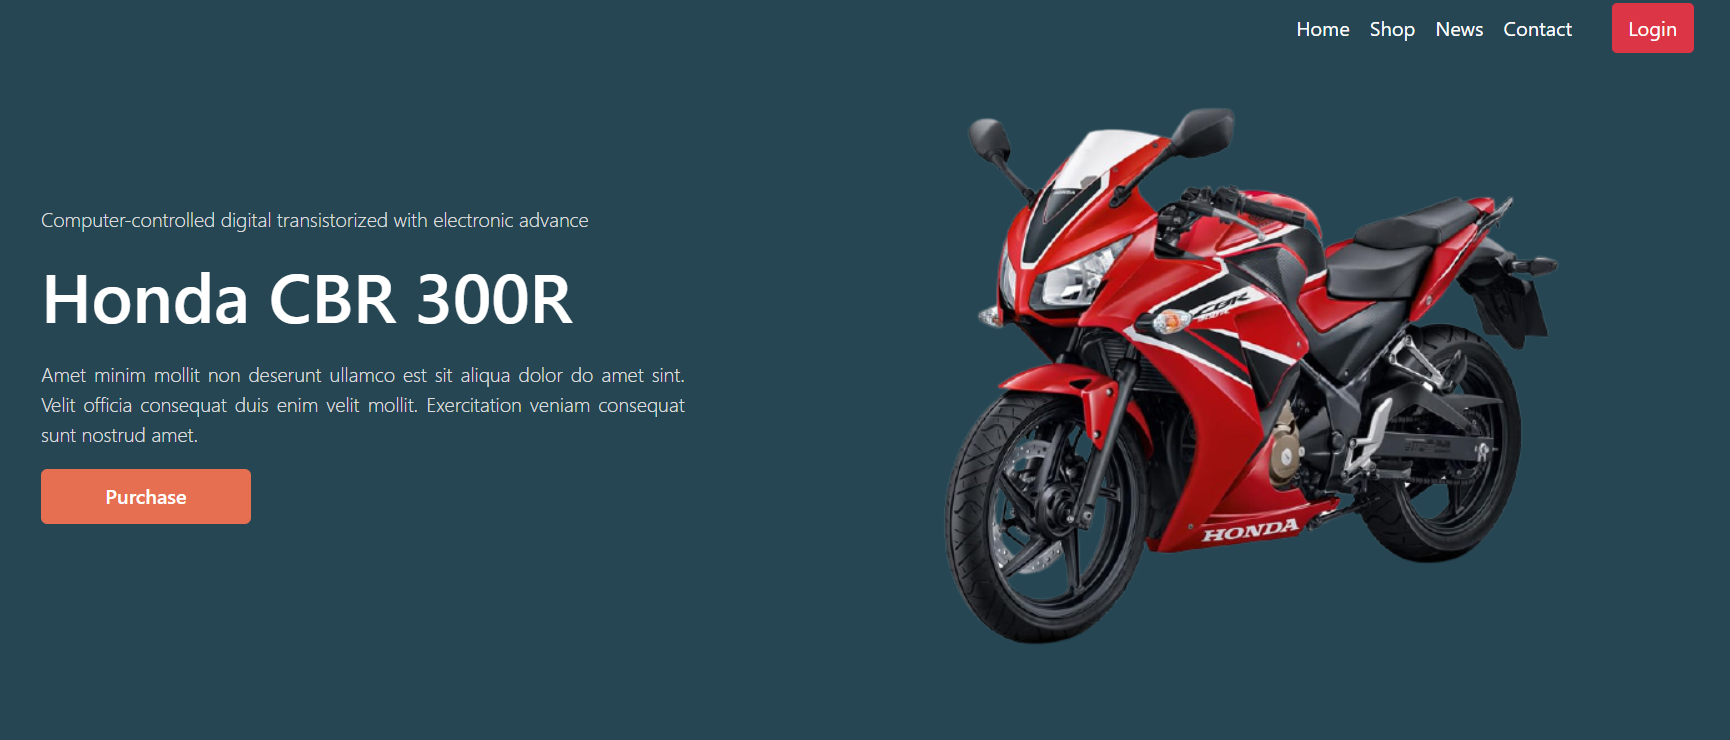 Home Shop News Contact Login
Computer-controlled digital transistorized with electronic advance
Honda CBR 300R
Amet minim mollit non deserunt ullamco est sit aliqua dolor do amet sint.
Velit officia consequat duis enim velit mollit. Exercitation veniam consequat
sunt nostrud amet.
Purchase
HONDA
CBR
HONDA